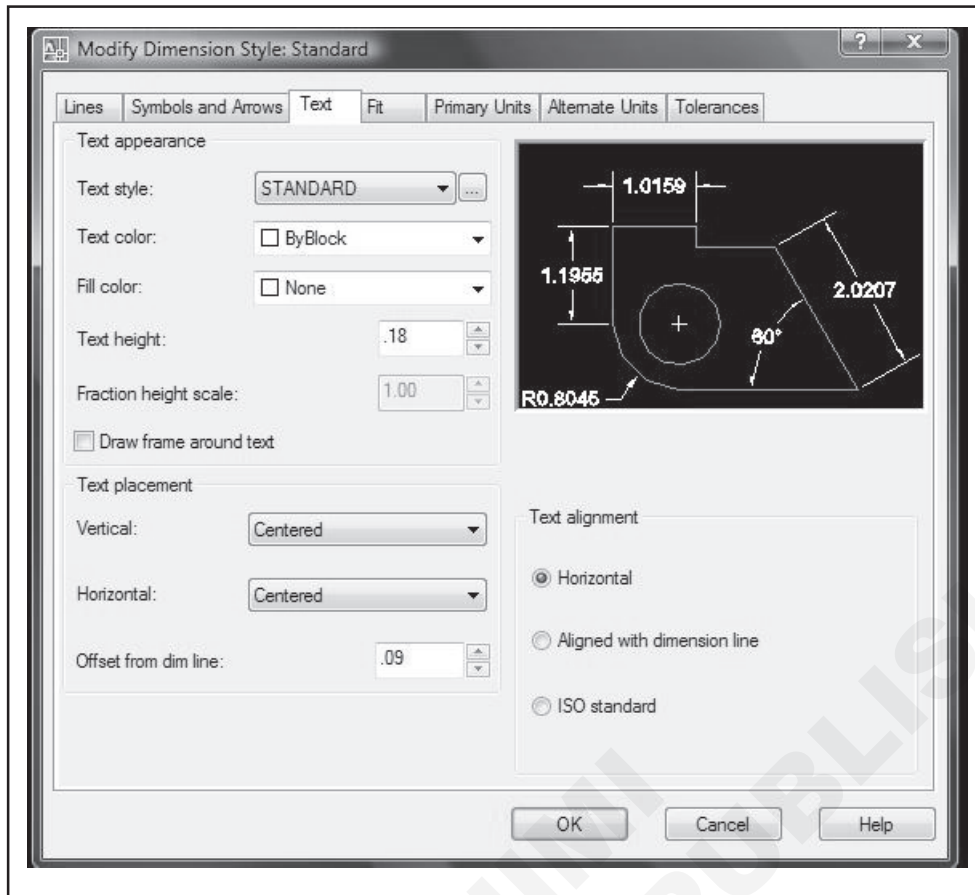 Modify Dimension Style: Standard
Lines Symbols and Arrows Text Fit Primary Units Alternate Units Tolerances
Text appearance
Text style: STANDARD ...
Text color: ByBlock
Fill color: None
Text height: .18
Fraction height scale: 1.00
Draw frame around text
1.0159
1.1955
2.0207
60°
R0.8045
Text placement
Vertical: Centered
Horizontal: Centered
Offset from dim line: .09
Text alignment
Horizontal
Aligned with dimension line
ISO standard
OK Cancel Help